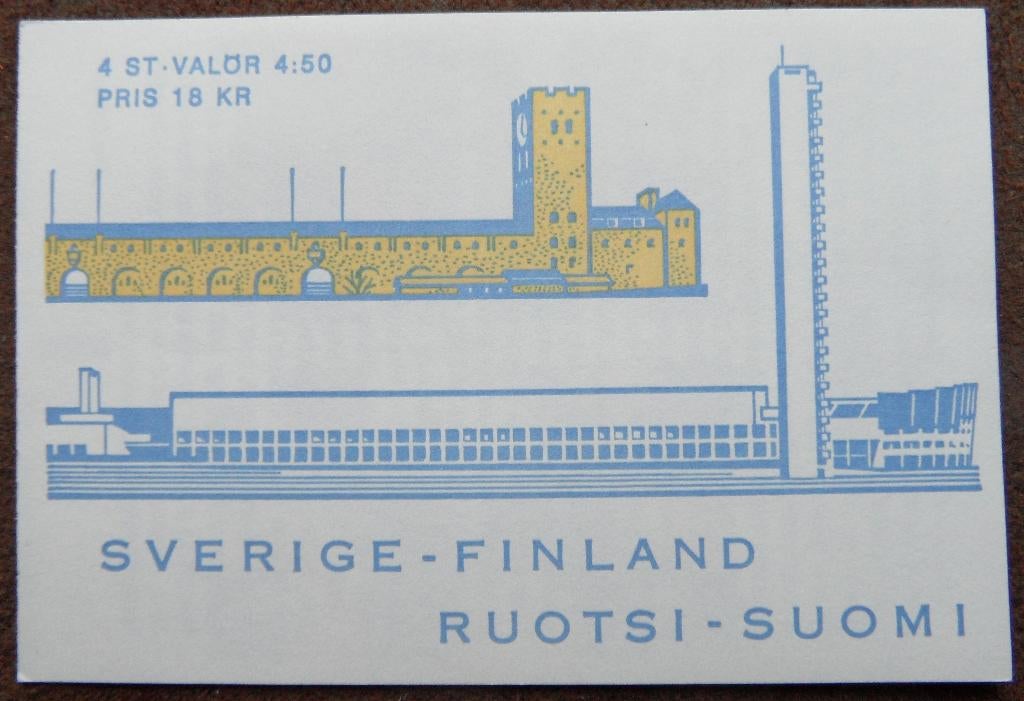 4 ST·VALÖR 4:50
PRIS 18 KR
SVERIGE-FINLAND
RUOTSI-SUOMI